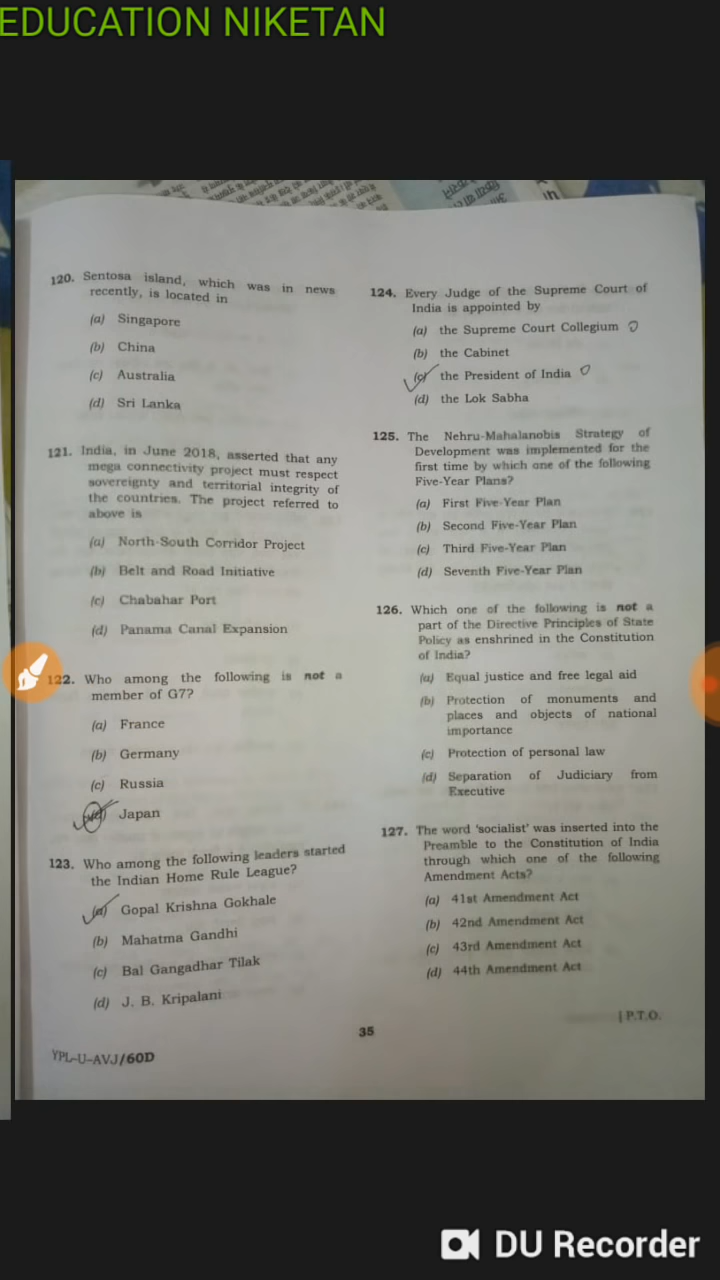 EDUCATION NIKETAN
120. Sentosa island, which was in news
recently, is located in
(a) Singapore
(b) China
(c) Australia
(d) Sri Lanka
121. India, in June 2018, asserted that any
mega connectivity project must respect
sovereignty and territorial integrity of
the countries. The project referred to
above is
(a) North-South Corridor Project
(b) Belt and Road Initiative
(c) Chabahar Port
(d) Panama Canal Expansion
122. Who among the following is not a
member of G7?
(a) France
(b) Germany
(c) Russia
(d) Japan
123. Who among the following leaders started
the Indian Home Rule League?
(a) Gopal Krishna Gokhale
(b) Mahatma Gandhi
(c) Bal Gangadhar Tilak
(d) J. B. Kripalani
124. Every Judge of the Supreme Court of
India is appointed by
(a) the Supreme Court Collegium
(b) the Cabinet
(c) the President of India
(d) the Lok Sabha
125. The Nehru-Mahalanobis Strategy of
Development was implemented for the
first time by which one of the following
Five-Year Plans?
(a) First Five-Year Plan
(b) Second Five-Year Plan
(c) Third Five-Year Plan
(d) Seventh Five-Year Plan
126. Which one of the following is not a
part of the Directive Principles of State
Policy as enshrined in the Constitution
of India?
(a) Equal justice and free legal aid
(b) Protection of monuments and
places and objects of national
importance
(c) Protection of personal law
(d) Separation of Judiciary from
Executive
127. The word 'socialist' was inserted into the
Preamble to the Constitution of India
through which one of the following
Amendment Acts?
(a) 41st Amendment Act
(b) 42nd Amendment Act
(c) 43rd Amendment Act
(d) 44th Amendment Act
[ P.T.O.
35
YPL-U-AVJ/60D
DU Recorder